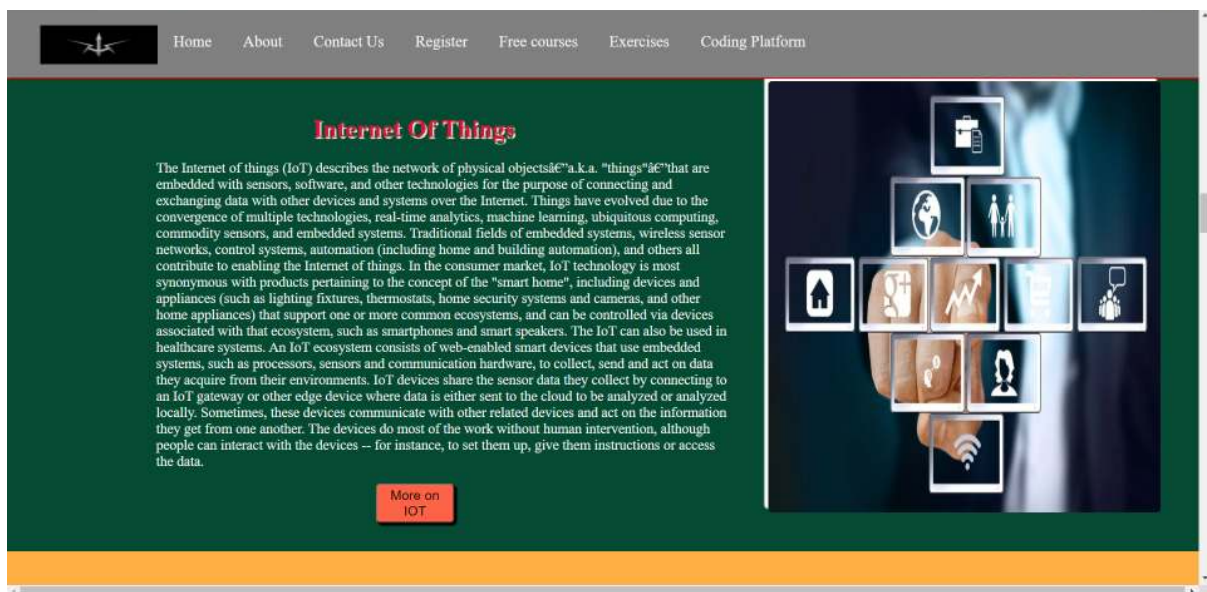 Home About Contact Us Register Free courses Exercises Coding Platform
Internet Of Things
The Internet of things (IoT) describes the network of physical objectsâ€”a.k.a. "things"â€”that are
embedded with sensors, software, and other technologies for the purpose of connecting and
exchanging data with other devices and systems over the Internet. Things have evolved due to the
convergence of multiple technologies, real-time analytics, machine learning, ubiquitous computing,
commodity sensors, and embedded systems. Traditional fields of embedded systems, wireless sensor
networks, control systems, automation (including home and building automation), and others all
contribute to enabling the Internet of things. In the consumer market, IoT technology is most
synonymous with products pertaining to the concept of the "smart home", including devices and
appliances (such as lighting fixtures, thermostats, home security systems and cameras, and other
home appliances) that support one or more common ecosystems, and can be controlled via devices
associated with that ecosystem, such as smartphones and smart speakers. The IoT can also be used in
healthcare systems. An IoT ecosystem consists of web-enabled smart devices that use embedded
systems, such as processors, sensors and communication hardware, to collect, send and act on data
they acquire from their environments. IoT devices share the sensor data they collect by connecting to
an IoT gateway or other edge device where data is either sent to the cloud to be analyzed or analyzed
locally. Sometimes, these devices communicate with other related devices and act on the information
they get from one another. The devices do most of the work without human intervention, although
people can interact with the devices -- for instance, to set them up, give them instructions or access
the data.
More on
IOT